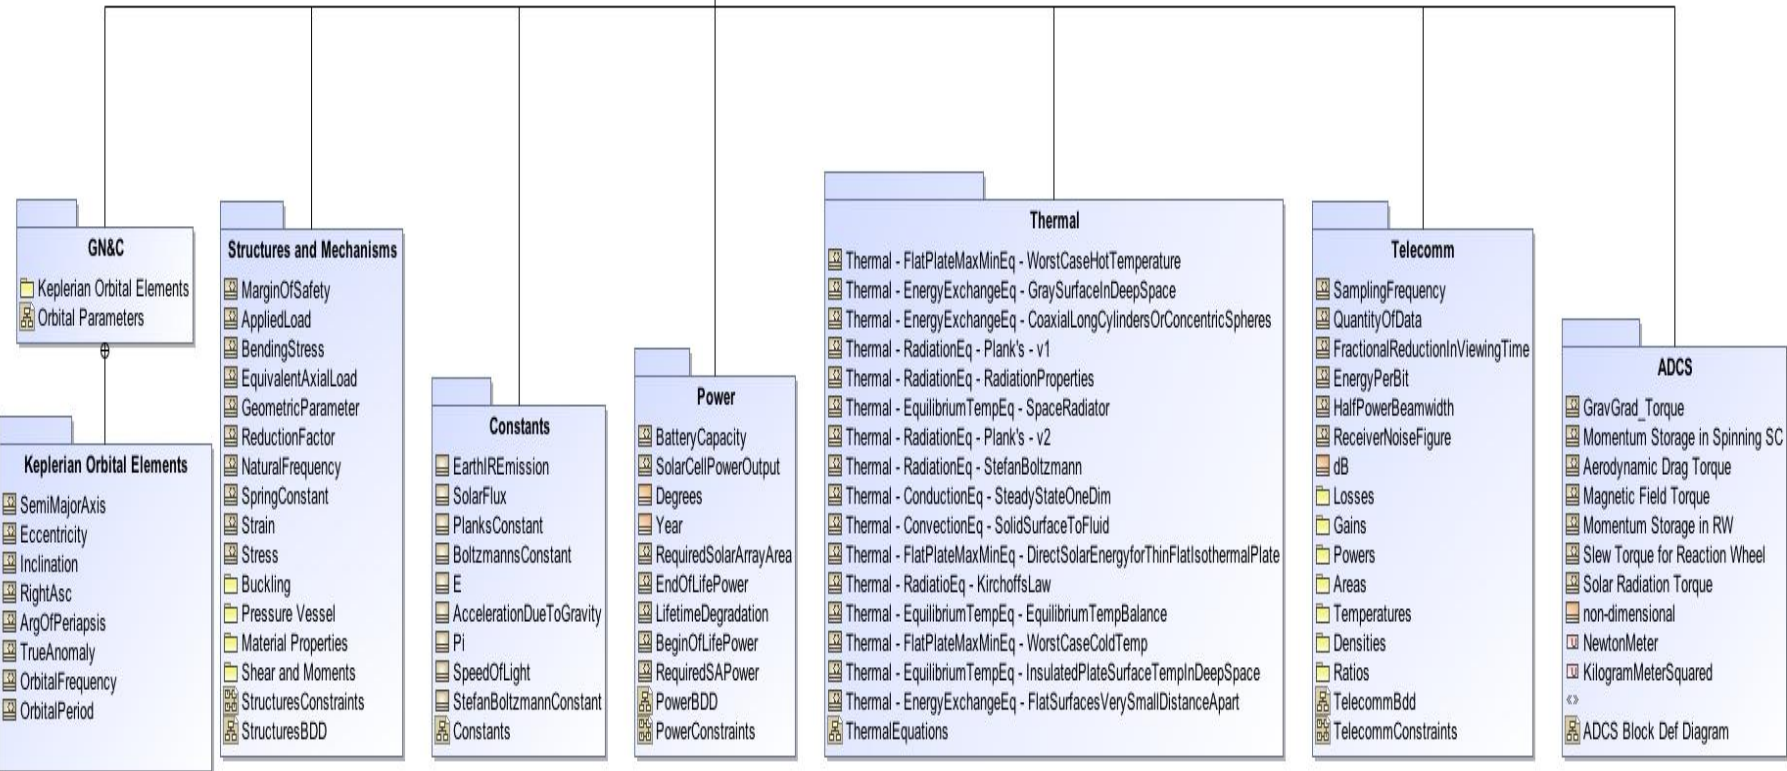 GN&C
Keplerian Orbital Elements
Orbital Parameters
Keplerian Orbital Elements
SemiMajorAxis
Eccentricity
Inclination
RightAsc
ArgOfPeriapsis
TrueAnomaly
OrbitalFrequency
OrbitalPeriod
Structures and Mechanisms
MarginOfSafety
AppliedLoad
BendingStress
EquivalentAxialLoad
GeometricParameter
ReductionFactor
NaturalFrequency
SpringConstant
Strain
Stress
Buckling
Pressure Vessel
Material Properties
Shear and Moments
StructuresConstraints
StructuresBDD
Constants
EarthIREmission
SolarFlux
PlanksConstant
BoltzmannsConstant
E
AccelerationDueToGravity
Pi
SpeedOfLight
StefanBoltzmannConstant
Constants
Power
BatteryCapacity
SolarCellPowerOutput
Degrees
Year
RequiredSolarArrayArea
EndOfLifePower
LifetimeDegradation
BeginOfLifePower
RequiredSAPower
PowerBDD
PowerConstraints
Thermal
Thermal - FlatPlateMaxMinEq - WorstCaseHotTemperature
Thermal - EnergyExchangeEq - GraySurfaceInDeepSpace
Thermal - EnergyExchangeEq - CoaxialLongCylindersOrConcentricSpheres
Thermal - RadiationEq - Plank's - v1
Thermal - RadiationEq - RadiationProperties
Thermal - EquilibriumTempEq - SpaceRadiator
Thermal - RadiationEq - Plank's - v2
Thermal - RadiationEq - StefanBoltzmann
Thermal - ConductionEq - SteadyStateOneDim
Thermal - ConvectionEq - SolidSurfaceToFluid
Thermal - FlatPlateMaxMinEq - DirectSolarEnergyforThinFlatIsothermalPlate
Thermal - RadiatioEq - KirchoffsLaw
Thermal - EquilibriumTempEq - EquilibriumTempBalance
Thermal - FlatPlateMaxMinEq - WorstCaseColdTemp
Thermal - EquilibriumTempEq - InsulatedPlateSurfaceTempInDeepSpace
Thermal - EnergyExchangeEq - FlatSurfacesVerySmallDistanceApart
ThermalEquations
Telecomm
SamplingFrequency
QuantityOfData
FractionalReductionInViewingTime
EnergyPerBit
HalfPowerBeamwidth
ReceiverNoiseFigure
dB
Losses
Gains
Powers
Areas
Temperatures
Densities
Ratios
TelecommBdd
TelecommConstraints
ADCS
GravGrad_Torque
Momentum Storage in Spinning SC
Aerodynamic Drag Torque
Magnetic Field Torque
Momentum Storage in RW
Slew Torque for Reaction Wheel
Solar Radiation Torque
non-dimensional
NewtonMeter
KilogramMeterSquared
ADCS Block Def Diagram